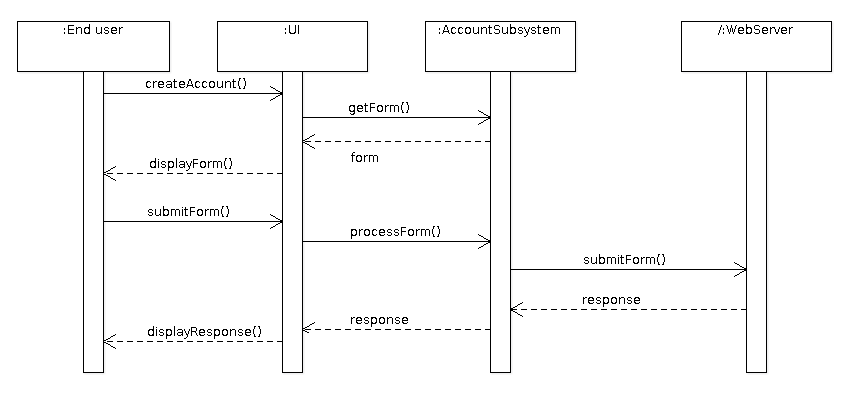 :End user
:UI
:AccountSubsystem
/:WebServer
createAccount()
getForm()
form
displayForm()
submitForm()
processForm()
submitForm()
response
response
displayResponse()